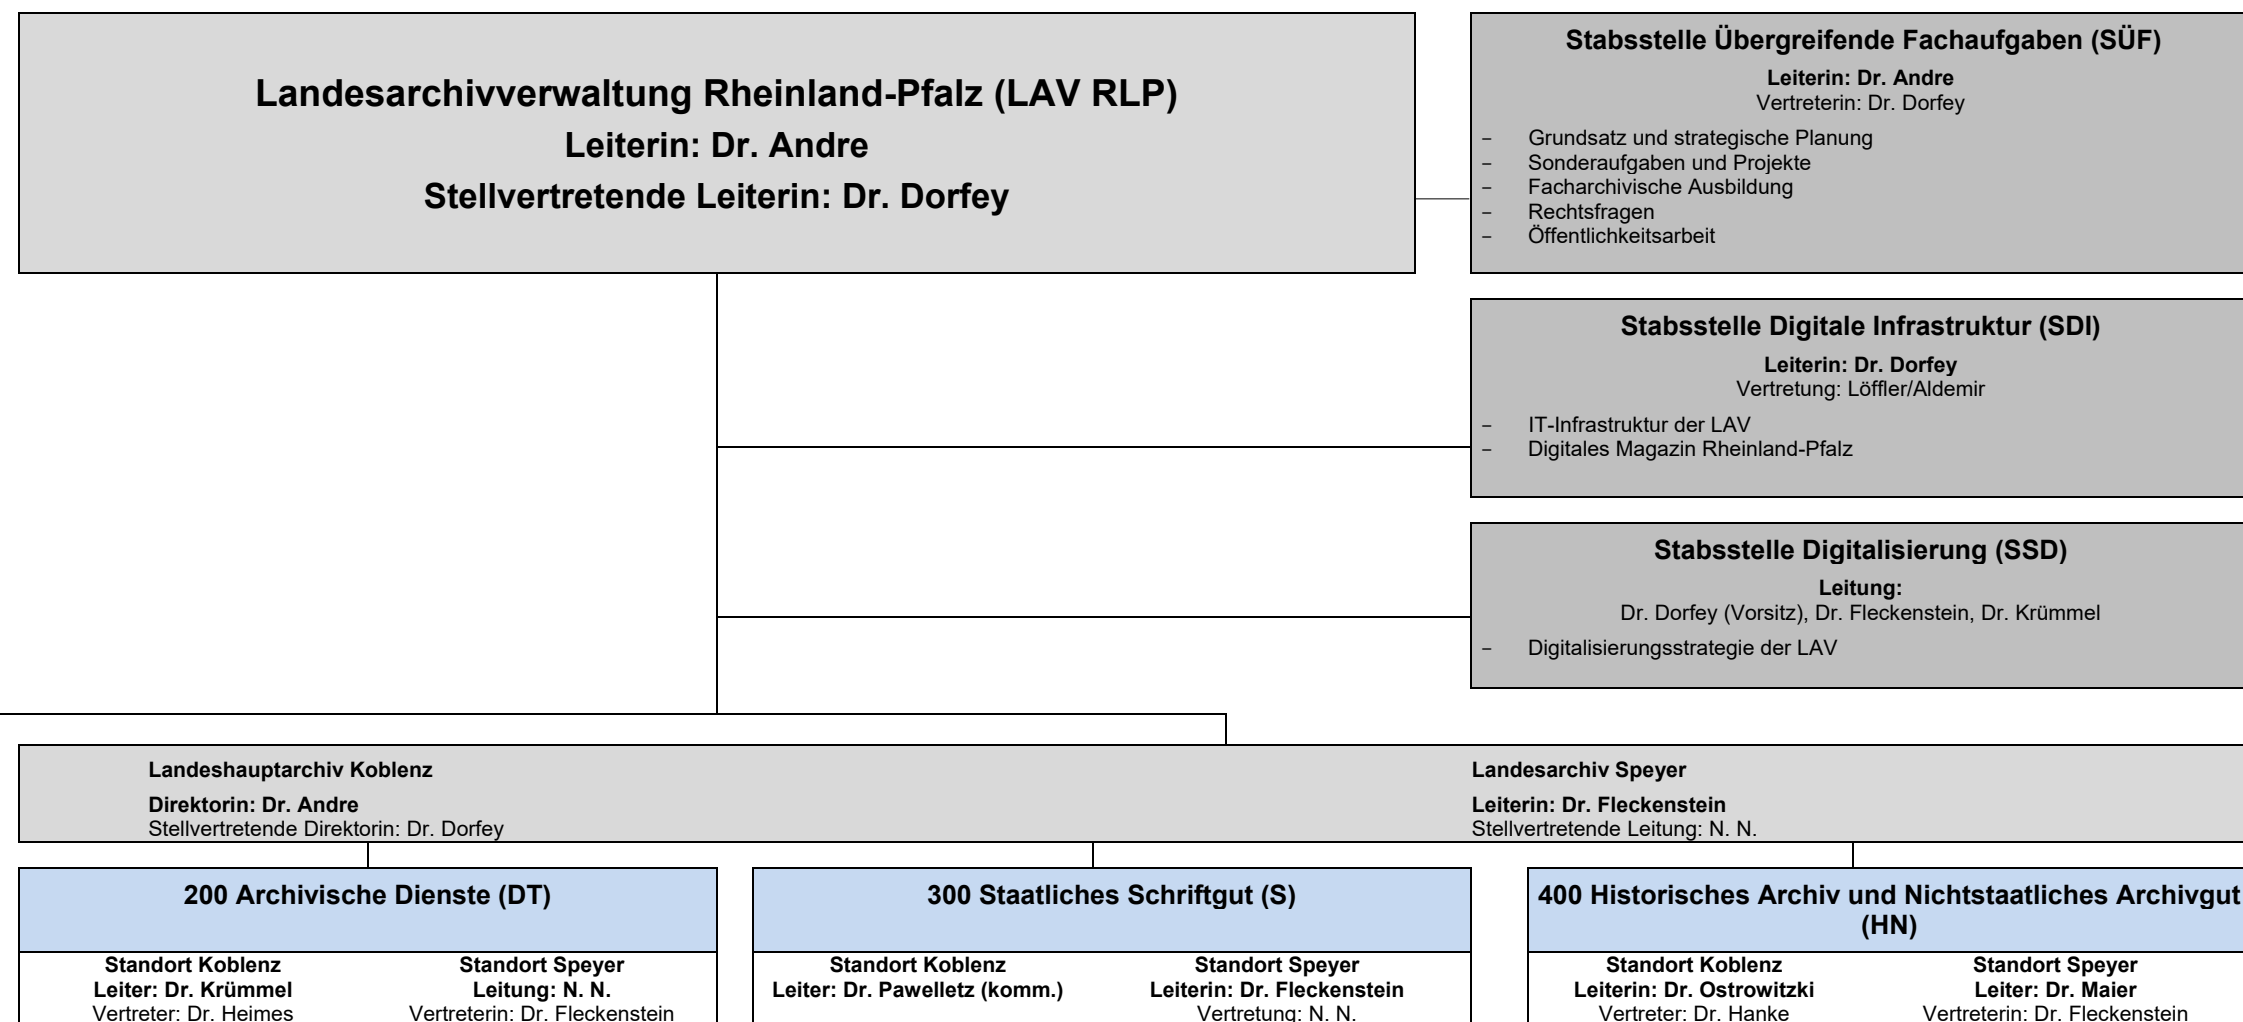 Landesarchivverwaltung Rheinland-Pfalz (LAV RLP)
Leiterin: Dr. Andre
Stellvertretende Leiterin: Dr. Dorfey
Stabsstelle Übergreifende Fachaufgaben (SÜF)
Leiterin: Dr. Andre
Vertreterin: Dr. Dorfey
– Grundsatz und strategische Planung
– Sonderaufgaben und Projekte
– Facharchivische Ausbildung
– Rechtsfragen
– Öffentlichkeitsarbeit
Stabsstelle Digitale Infrastruktur (SDI)
Leiterin: Dr. Dorfey
Vertretung: Löffler/Aldemir
– IT-Infrastruktur der LAV
– Digitales Magazin Rheinland-Pfalz
Stabsstelle Digitalisierung (SSD)
Leitung:
Dr. Dorfey (Vorsitz), Dr. Fleckenstein, Dr. Krümmel
– Digitalisierungsstrategie der LAV
Landeshauptarchiv Koblenz
Direktorin: Dr. Andre
Stellvertretende Direktorin: Dr. Dorfey
Landesarchiv Speyer
Leiterin: Dr. Fleckenstein
Stellvertretende Leitung: N. N.
200 Archivische Dienste (DT)
Standort Koblenz
Leiter: Dr. Krümmel
Vertreter: Dr. Heimes
Standort Speyer
Leitung: N. N.
Vertreterin: Dr. Fleckenstein
300 Staatliches Schriftgut (S)
Standort Koblenz
Leiter: Dr. Pawelletz (komm.)
Standort Speyer
Leiterin: Dr. Fleckenstein
Vertretung: N. N.
400 Historisches Archiv und Nichtstaatliches Archivgut
(HN)
Standort Koblenz
Leiterin: Dr. Ostrowitzki
Vertreter: Dr. Hanke
Standort Speyer
Leiter: Dr. Maier
Vertreterin: Dr. Fleckenstein